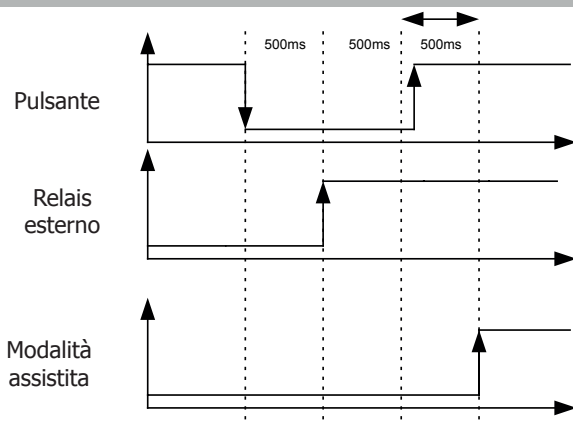 500ms 500ms 500ms
Pulsante
Relais
esterno
Modalità
assistita